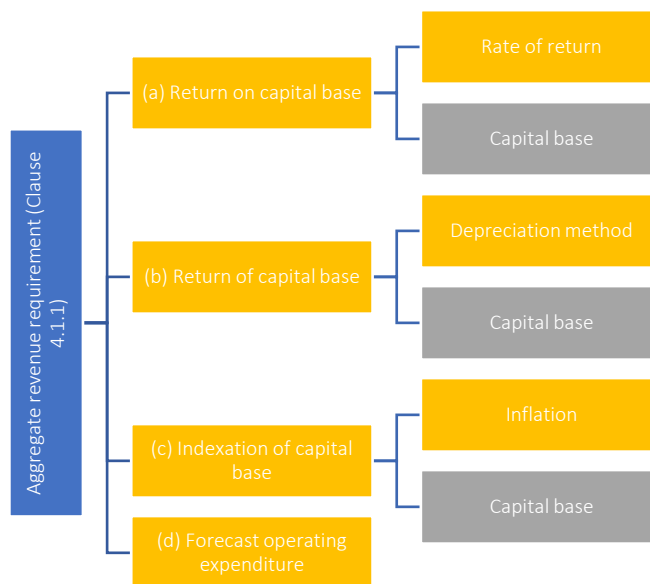 Aggregate revenue requirement (Clause
4.1.1)
(a) Return on capital base
Rate of return
Capital base
(b) Return of capital base
Depreciation method
Capital base
(c) Indexation of capital
base
Inflation
Capital base
(d) Forecast operating
expenditure